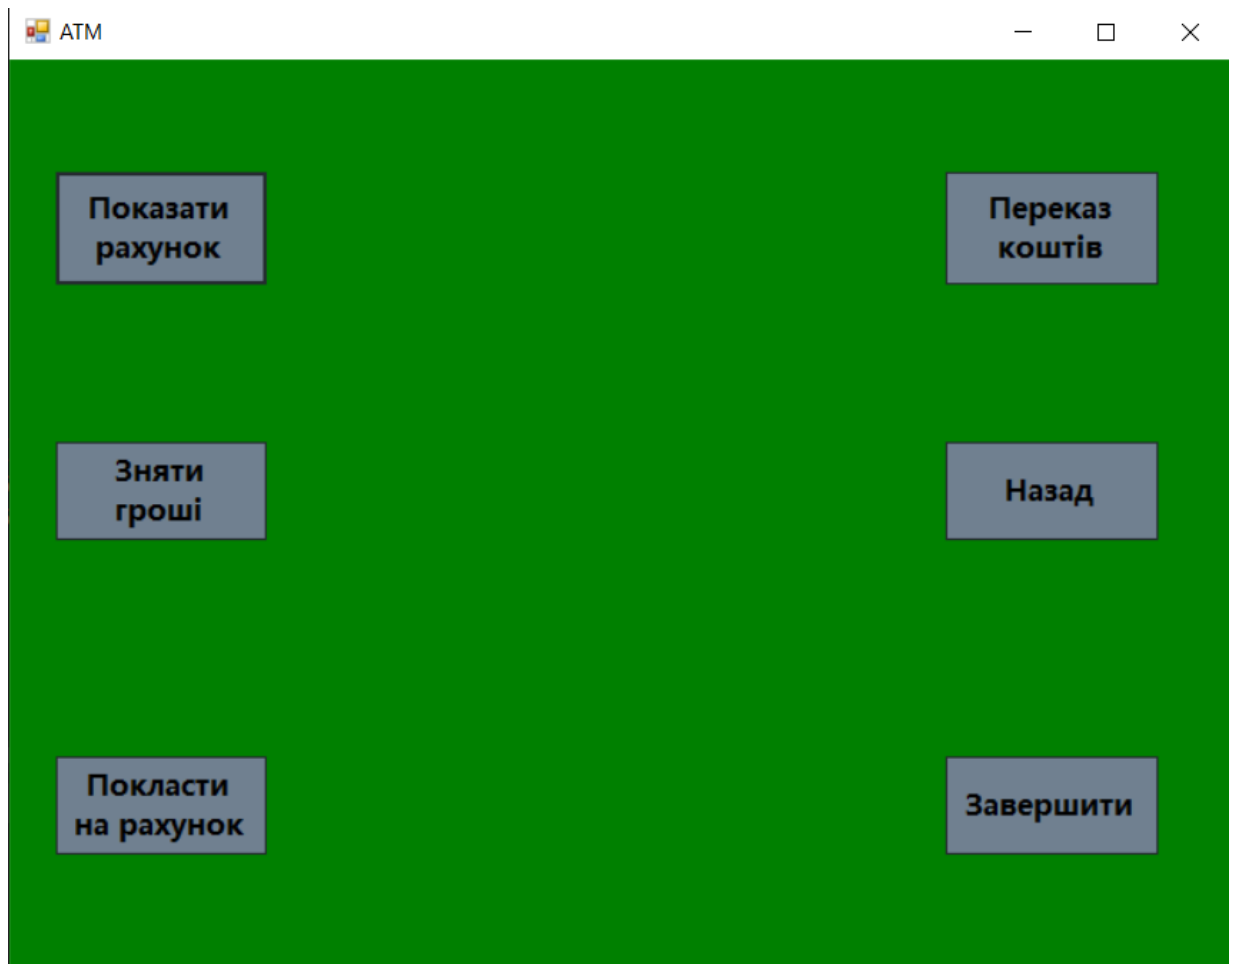 ATM
Показати
рахунок
Переказ
коштів
Зняти
гроші
Назад
Покласти
на рахунок
Завершити